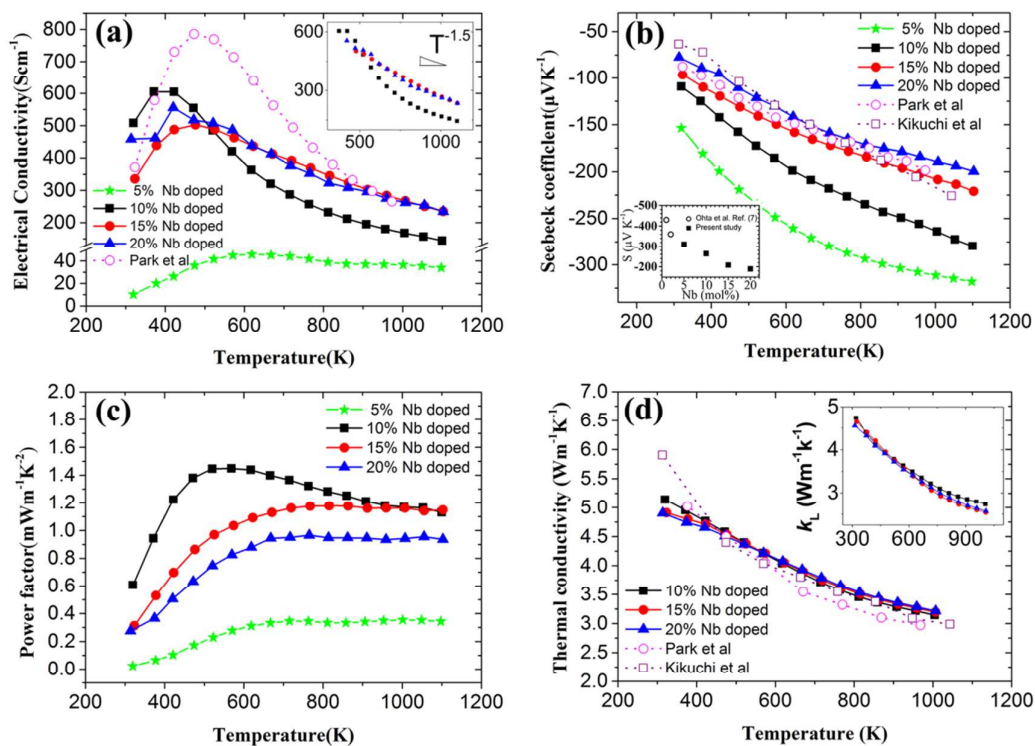 (a)
800
700
600
500
400
300
200
40
20
0
200 400 600 800 1000 1200
Electrical Conductivity(Scm⁻¹)
Temperature(K)
5% Nb doped
10% Nb doped
15% Nb doped
20% Nb doped
Park et al
600
300
500 1000
T⁻¹·⁵
(b)
-50
-100
-150
-200
-250
-300
200 400 600 800 1000 1200
Seebeck coefficient(μVK⁻¹)
Temperature(K)
5% Nb doped
10% Nb doped
15% Nb doped
20% Nb doped
Park et al
Kikuchi et al
-500
-400
-300
-200
S (μV K⁻¹)
Ohta et al. Ref. (7)
Present study
0 5 10 15 20
Nb (mol%)
(c)
2.0
1.8
1.6
1.4
1.2
1.0
0.8
0.6
0.4
0.2
0.0
200 400 600 800 1000 1200
Power factor(mWm⁻¹K⁻²)
Temperature(K)
5% Nb doped
10% Nb doped
15% Nb doped
20% Nb doped
(d)
7.0
6.5
6.0
5.5
5.0
4.5
4.0
3.5
3.0
2.5
2.0
200 400 600 800 1000 1200
Thermal conductivity (Wm⁻¹K⁻¹)
Temperature (K)
10% Nb doped
15% Nb doped
20% Nb doped
Park et al
Kikuchi et al
5
4
3
300 600 900
kL (Wm⁻¹k⁻¹)